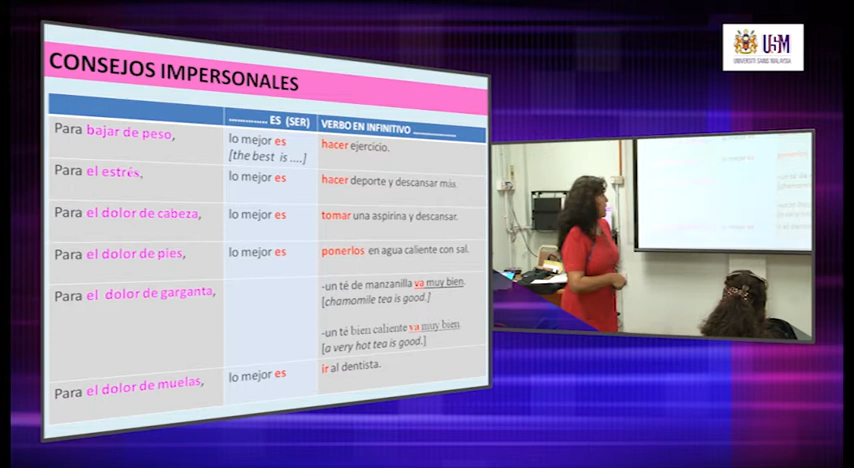 CONSEJOS IMPERSONALES
............ ES (SER) VERBO EN INFINITIVO
Para bajar de peso, lo mejor es hacer ejercicio.
[the best is ....]
Para el estrés, lo mejor es hacer deporte y descansar más.
Para el dolor de cabeza, lo mejor es tomar una aspirina y descansar.
Para el dolor de pies, lo mejor es ponerlos en agua caliente con sal.
Para el dolor de garganta, -un té de manzanilla va muy bien.
[chamomile tea is good.]
-un té bien caliente va muy bien.
[a very hot tea is good.]
Para el dolor de muelas, lo mejor es ir al dentista.
USM
UNIVERSITI SAINS MALAYSIA